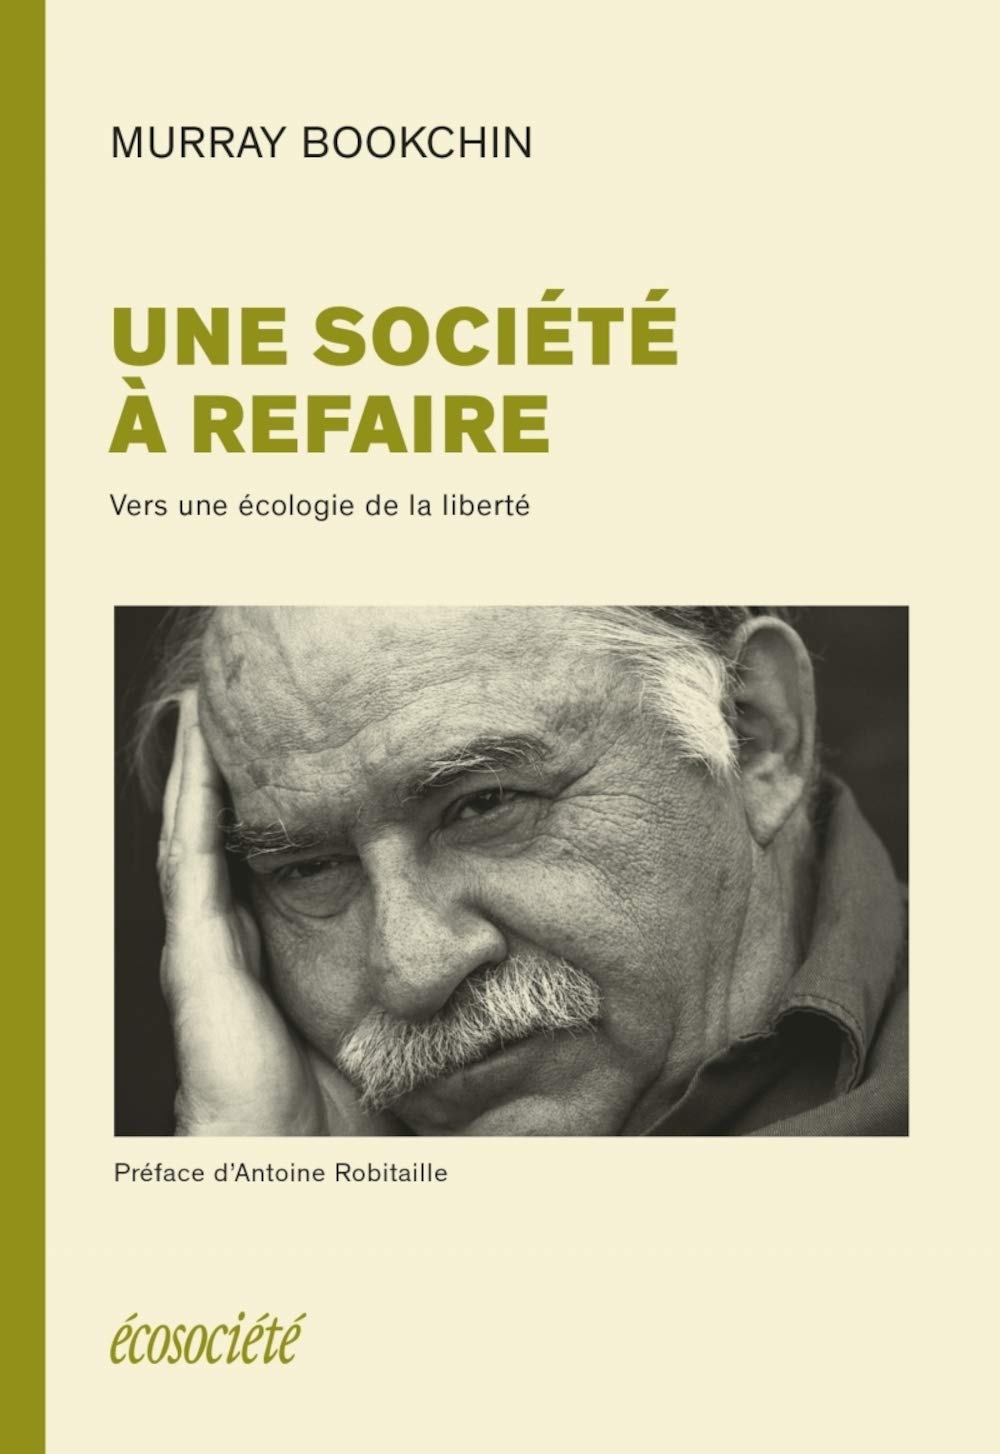 MURRAY BOOKCHIN
UNE SOCIÉTÉ
À REFAIRE
Vers une écologie de la liberté
Préface d’Antoine Robitaille
écosociété